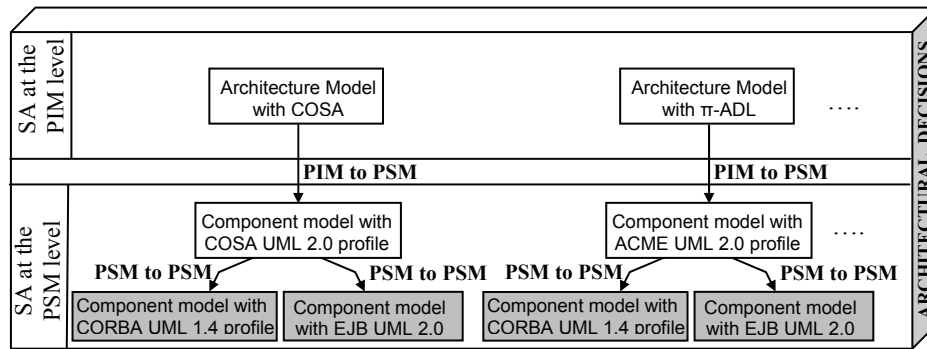 SA at the
PIM level
Architecture Model
with COSA
Architecture Model
with π-ADL
....
PIM to PSM
PIM to PSM
SA at the
PSM level
Component model with
COSA UML 2.0 profile
Component model with
ACME UML 2.0 profile
....
PSM to PSM
PSM to PSM
PSM to PSM
PSM to PSM
Component model with
CORBA UML 1.4 profile
Component model
with EJB UML 2.0
Component model with
CORBA UML 1.4 profile
Component model
with EJB UML 2.0
ARCHITECTURAL DECISIONS